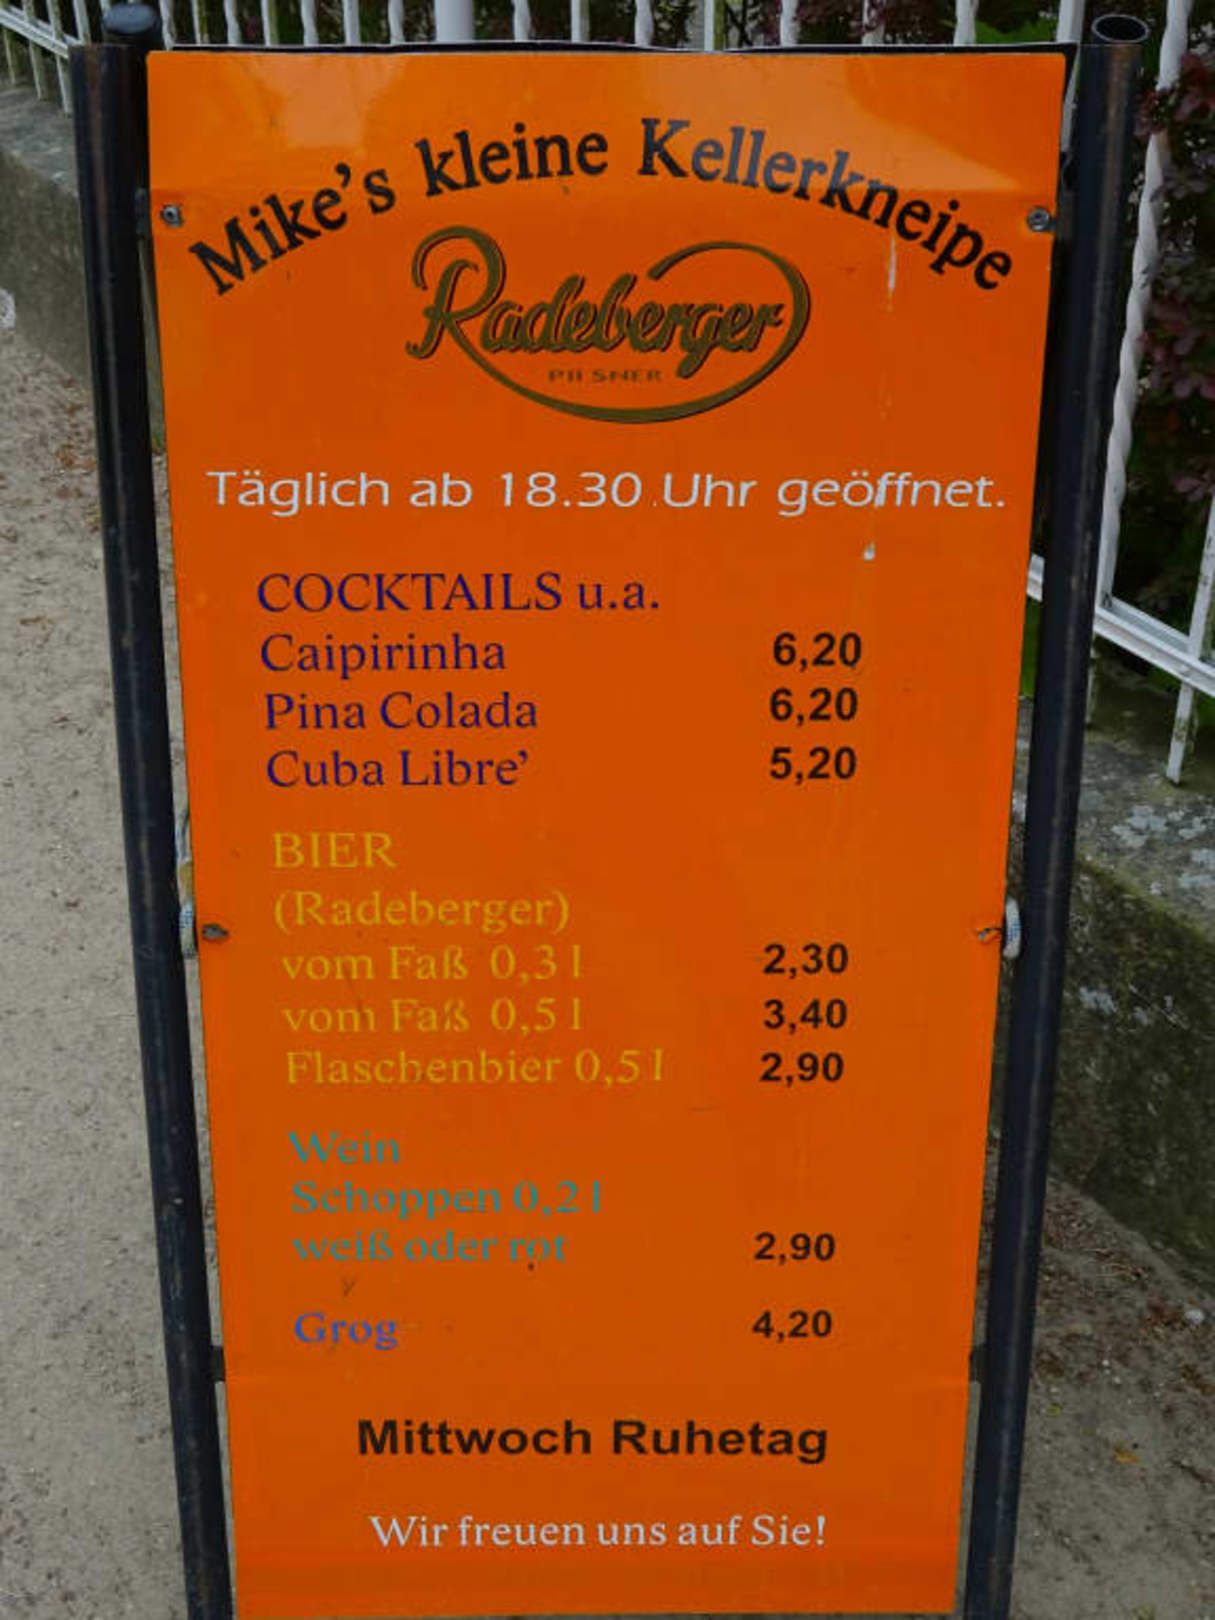 Mike's kleine Kellerkneipe
Radeberger
PILSNER
Täglich ab 18.30 Uhr geöffnet.
COCKTAILS u.a.
Caipirinha 6,20
Pina Colada 6,20
Cuba Libre’ 5,20
BIER
(Radeberger)
vom Faß 0,3 l 2,30
vom Faß 0,5 l 3,40
Flaschenbier 0,5 l 2,90
Wein
Schoppen 0,2 l
weiß oder rot 2,90
Grog 4,20
Mittwoch Ruhetag
Wir freuen uns auf Sie!